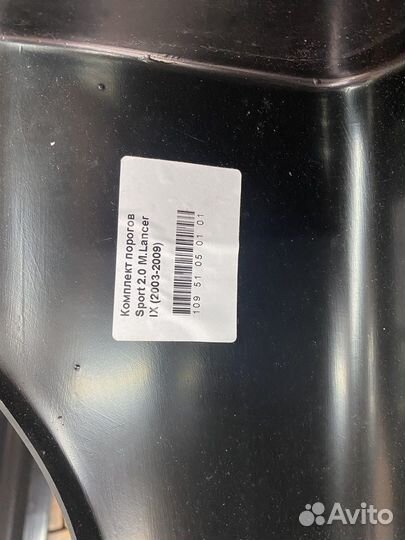 Комплект порогов
Sport 2.0 M.Lancer
IX (2003-2009)
109 51 05 01 01
Avito